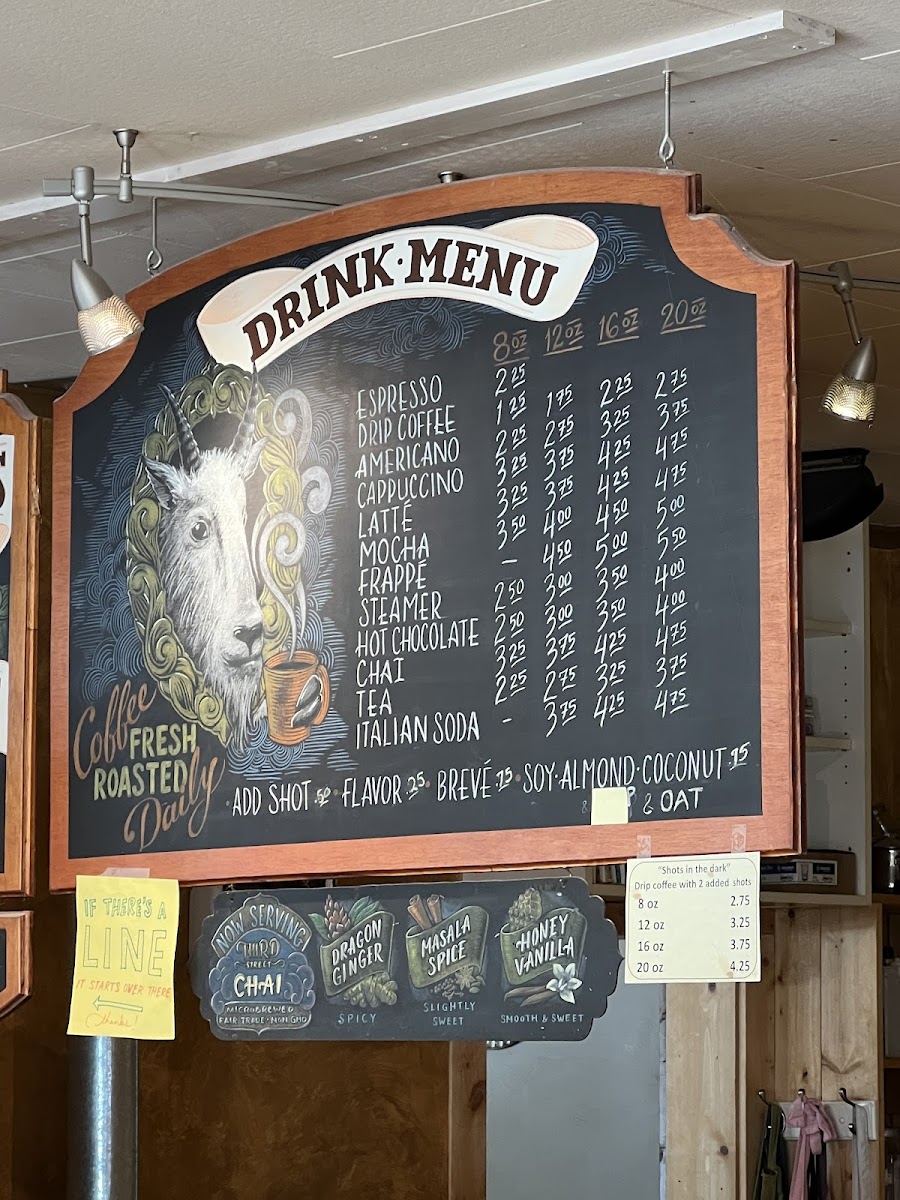 DRINK·MENU
8oz 12oz 16oz 20oz
ESPRESSO 2 25
DRIP COFFEE 1 25 1 75 2 25 2 75
AMERICANO 2 25 2 75 3 25 3 75
CAPPUCCINO 3 25 3 75 4 25 4 75
LATTÉ 3 25 3 75 4 25 4 75
MOCHA 3 50 4 00 4 50 5 00
FRAPPÉ - 4 50 5 00 5 50
STEAMER 2 50 3 00 3 50 4 00
HOT CHOCOLATE 2 50 3 00 3 50 4 00
CHAI 3 25 3 75 4 25 4 75
TEA 2 25 2 75 3 25 3 75
ITALIAN SODA - 3 75 4 25 4 75
Coffee
FRESH
ROASTED
Daily
· ADD SHOT .50 · FLAVOR .25 · BREVÉ .75 · SOY · ALMOND · COCONUT .75
& OAT
IF THERE'S A
LINE
IT STARTS OVER THERE
thanks!
NOW SERVING
THIRD
STREET
CHAI
MICROBREWED
FAIR TRADE · NON GMO
DRAGON
GINGER
SPICY
MASALA
SPICE
SLIGHTLY
SWEET
HONEY
VANILLA
SMOOTH & SWEET
"Shots in the dark"
Drip coffee with 2 added shots
8 oz 2.75
12 oz 3.25
16 oz 3.75
20 oz 4.25